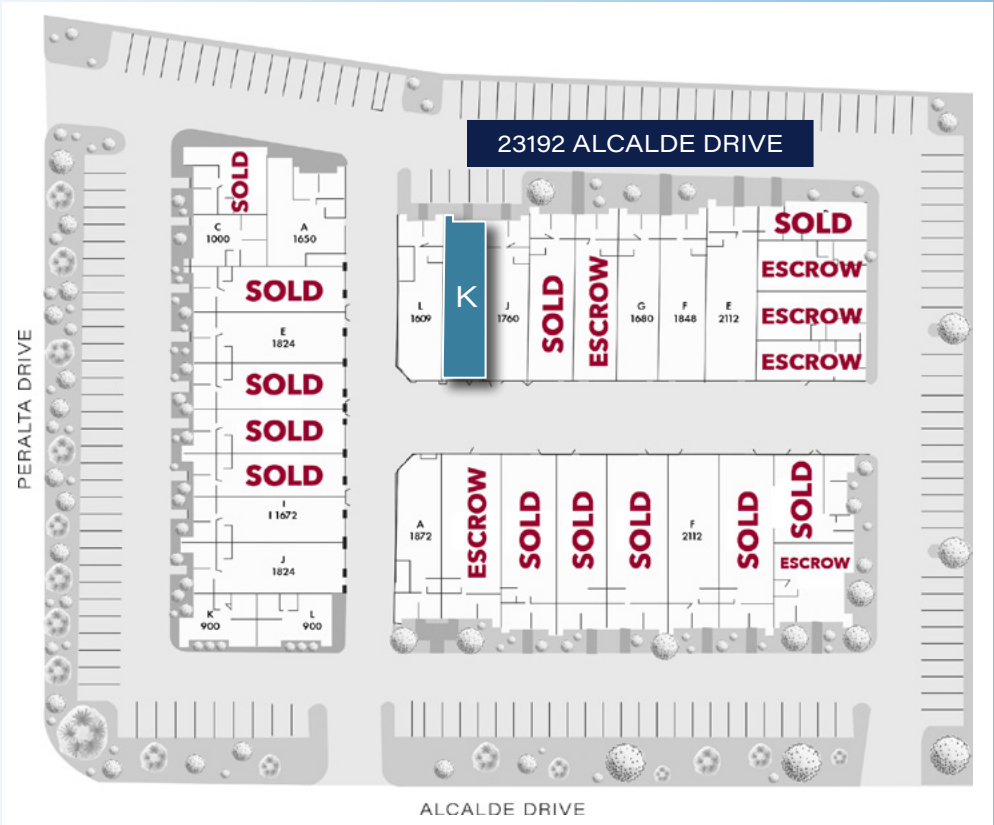 23192 ALCALDE DRIVE
PERALTA DRIVE
SOLD
C
1000
A
1650
SOLD
E
1824
SOLD
SOLD
SOLD
I
I 1672
J
1824
K
900
L
900
L
1609
K
J
1760
SOLD
ESCROW
G
1680
F
1848
E
2112
SOLD
ESCROW
ESCROW
ESCROW
A
1872
ESCROW
SOLD
SOLD
SOLD
F
2112
SOLD
SOLD
ESCROW
ALCALDE DRIVE